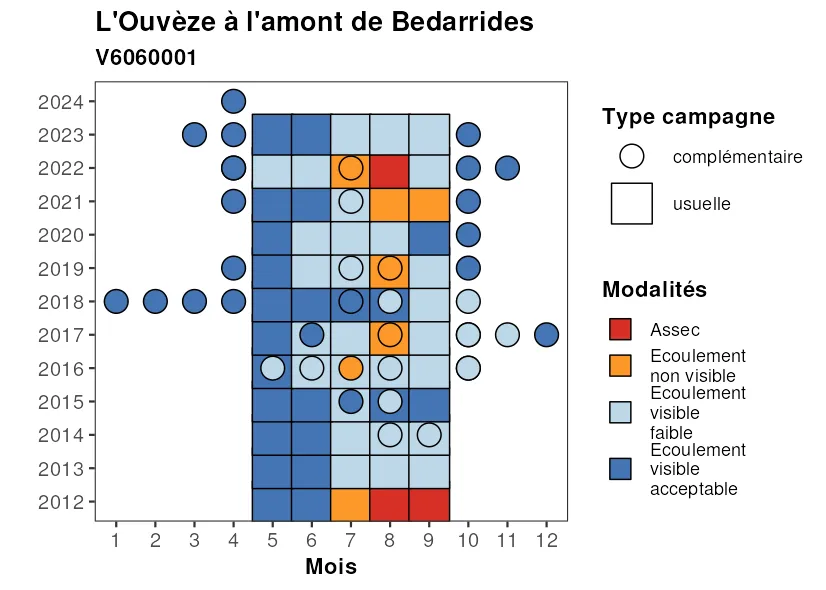 L'Ouvèze à l'amont de Bedarrides
V6060001
2024
2023
2022
2021
2020
2019
2018
2017
2016
2015
2014
2013
2012
1 2 3 4 5 6 7 8 9 10 11 12
Mois
Type campagne
complémentaire
usuelle
Modalités
Assec
Ecoulement
non visible
Ecoulement
visible
faible
Ecoulement
visible
acceptable